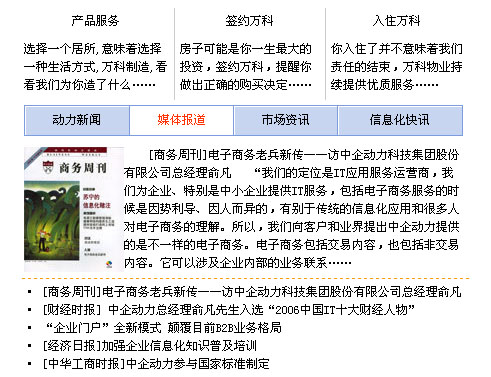 产品服务
选择一个居所,意味着选择
一种生活方式,万科制造,看
看我们为你造了什么……
签约万科
房子可能是你一生最大的
投资,签约万科,提醒你
做出正确的购买决定……
入住万科
你入住了并不意味着我们
责任的结束,万科物业持
续提供优质服务……
动力新闻 媒体报道 市场资讯 信息化快讯
商务周刊
苏宁的
信息化赌注
[商务周刊]电子商务老兵新传——访中企动力科技集团股份
有限公司总经理俞凡 “我们的定位是IT应用服务运营商,我
们为企业、特别是中小企业提供IT服务,包括电子商务服务的时
候是因势利导、因人而异的,有别于传统的信息化应用和很多人
对电子商务的理解。所以,我们向客户和业界提出中企动力提供
的是不一样的电子商务。电子商务包括交易内容,也包括非交易
内容。它可以涉及企业内部的业务联系……
▪ [商务周刊]电子商务老兵新传——访中企动力科技集团股份有限公司总经理俞凡
▪ [财经时报] 中企动力总经理俞凡先生入选“2006中国IT十大财经人物”
▪ “企业门户”全新模式 颠覆目前B2B业务格局
▪ [经济日报]加强企业信息化知识普及培训
▪ [中华工商时报]中企动力参与国家标准制定